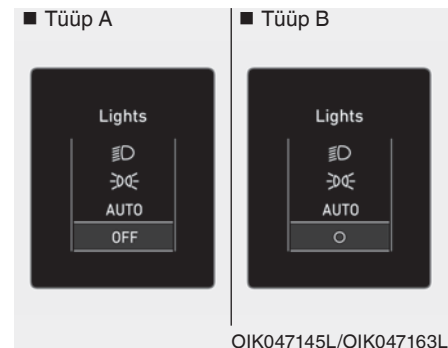 ■ Tüüp A
■ Tüüp B
Lights
AUTO
OFF
Lights
AUTO
OIK047145L/OIK047163L